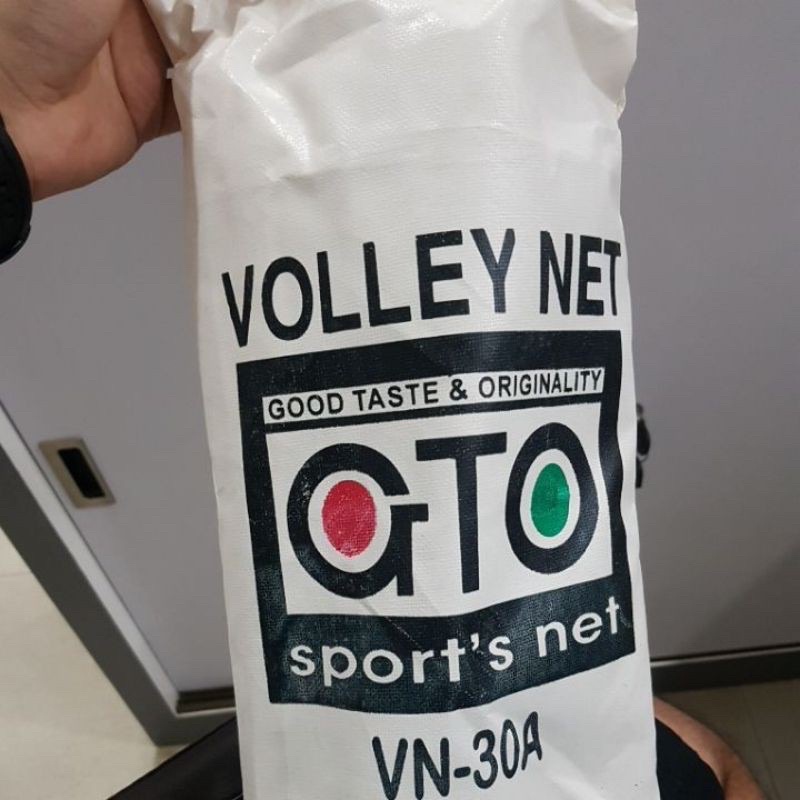 VOLLEY NET
GOOD TASTE & ORIGINALITY
GTO
sport's net
VN-30A